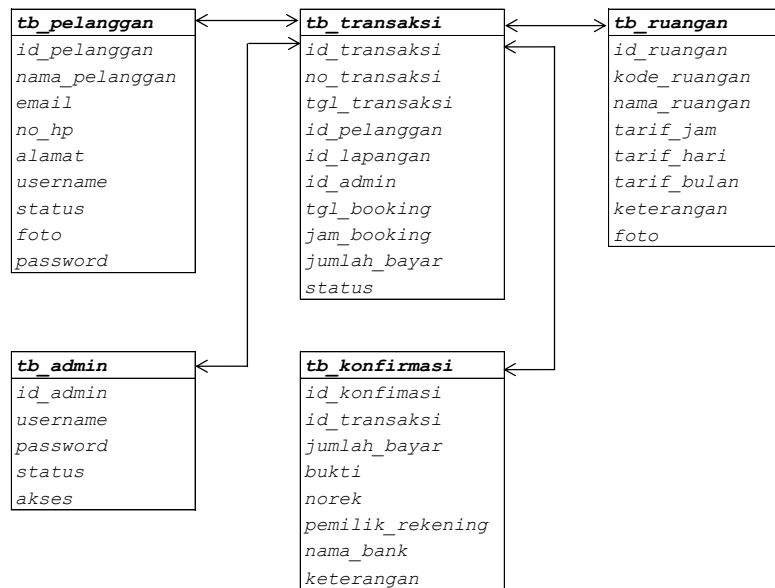 tb_pelanggan
id_pelanggan
nama_pelanggan
email
no_hp
alamat
username
status
foto
password
tb_transaksi
id_transaksi
no_transaksi
tgl_transaksi
id_pelanggan
id_lapangan
id_admin
tgl_booking
jam_booking
jumlah_bayar
status
tb_ruangan
id_ruangan
kode_ruangan
nama_ruangan
tarif_jam
tarif_hari
tarif_bulan
keterangan
foto
tb_admin
id_admin
username
password
status
akses
tb_konfirmasi
id_konfimasi
id_transaksi
jumlah_bayar
bukti
norek
pemilik_rekening
nama_bank
keterangan